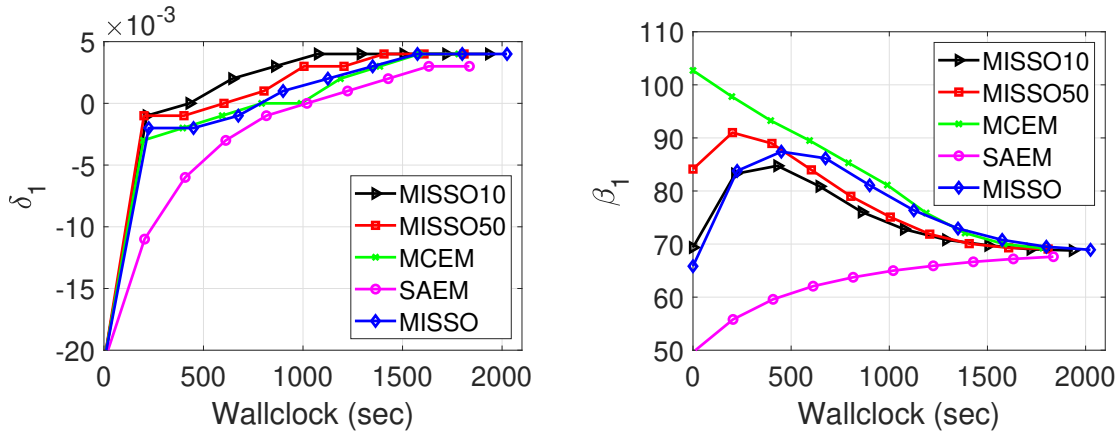 ×10^-3
5
0
-5
-10
-15
-20
δ_1
0 500 1000 1500 2000
Wallclock (sec)
MISSO10
MISSO50
MCEM
SAEM
MISSO
110
100
90
80
70
60
50
β_1
0 500 1000 1500 2000
Wallclock (sec)
MISSO10
MISSO50
MCEM
SAEM
MISSO